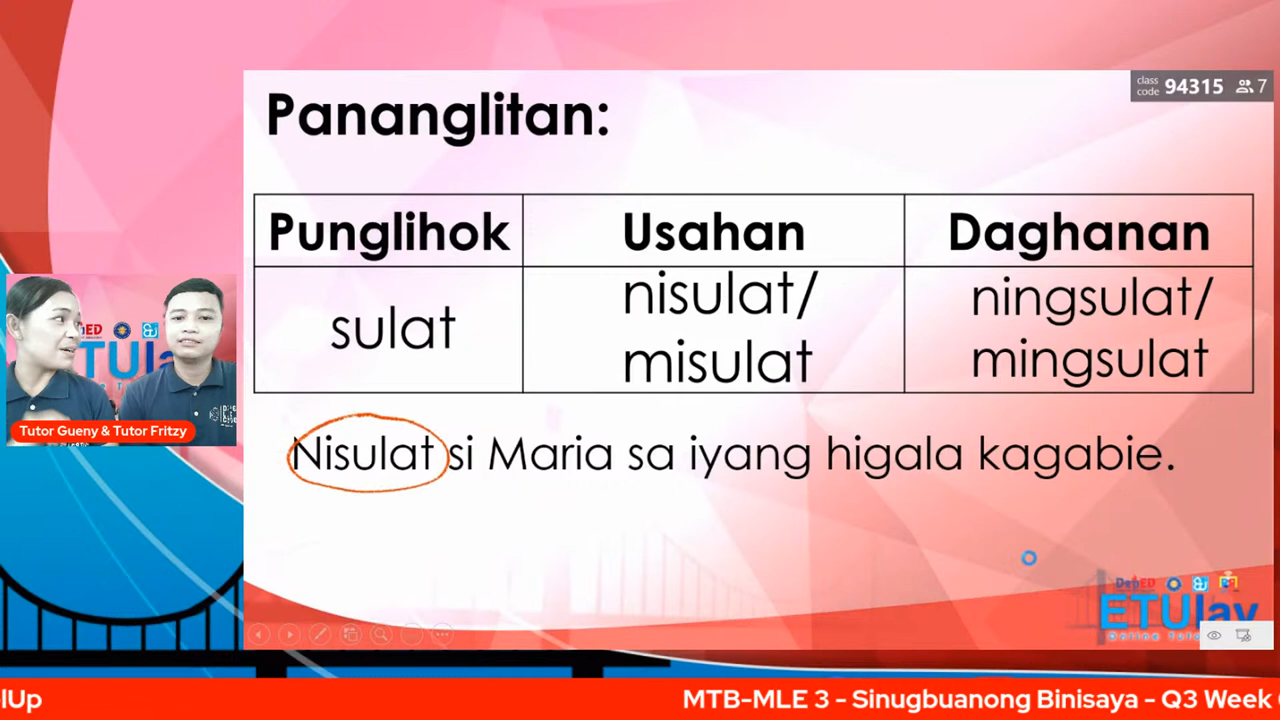 Pananglitan:
class code 94315 7
Punglihok Usahan Daghanan
sulat
nisulat/
misulat
ningsulat/
mingsulat
Nisulat si Maria sa iyang higala kagabie.
Tutor Gueny & Tutor Fritzy
DepED
ETUlay
lUp
MTB-MLE 3 - Sinugbuanong Binisaya - Q3 Week